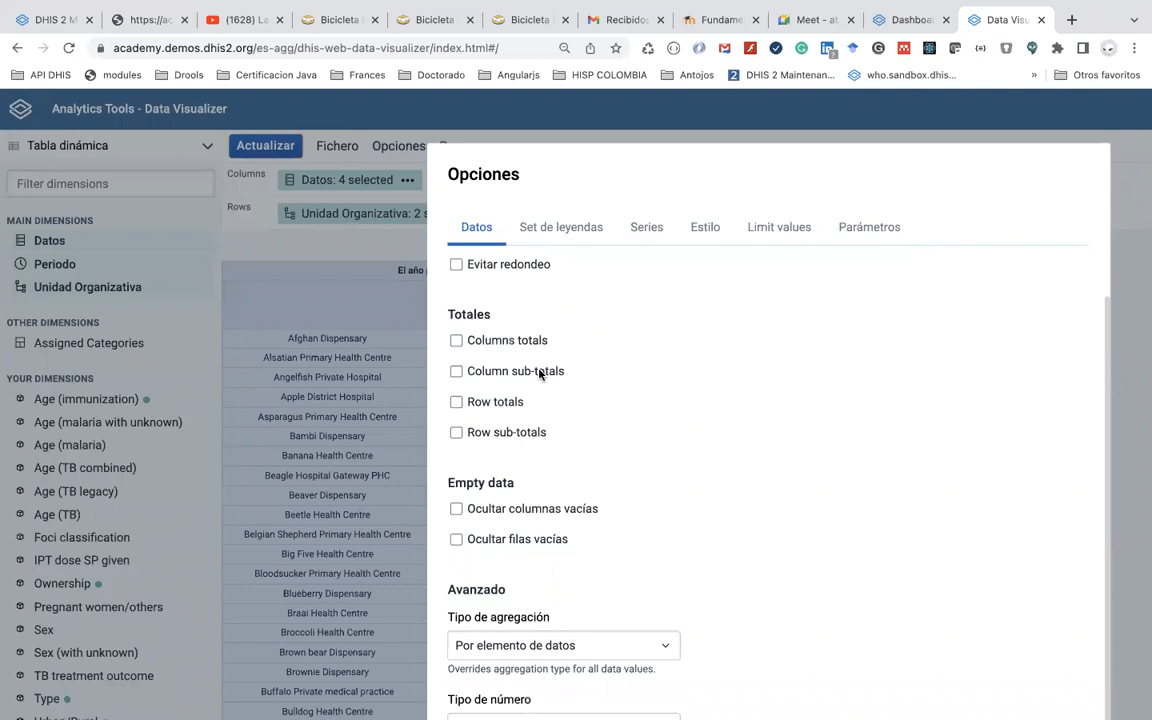 DHIS 2 M
https://ac
(1628) La
Bicicleta
Bicicleta
Bicicleta
Recibidos
Fundame
Meet – at
Dashboar
Data Visu
academy.demos.dhis2.org/es-agg/dhis-web-data-visualizer/index.html#/
API DHIS
modules
Drools
Certificacion Java
Frances
Doctorado
Angularjs
HISP COLOMBIA
Antojos
DHIS 2 Maintenan...
who.sandbox.dhis...
»
Otros favoritos
Analytics Tools - Data Visualizer
Tabla dinámica
Actualizar
Fichero
Opciones
Columns
Datos: 4 selected
Rows
Unidad Organizativa: 2 s
Filter dimensions
MAIN DIMENSIONS
Datos
Periodo
Unidad Organizativa
OTHER DIMENSIONS
Assigned Categories
YOUR DIMENSIONS
Age (immunization)
Age (malaria with unknown)
Age (malaria)
Age (TB combined)
Age (TB legacy)
Age (TB)
Foci classification
IPT dose SP given
Ownership
Pregnant women/others
Sex
Sex (with unknown)
TB treatment outcome
Type
El año
Afghan Dispensary
Alsatian Primary Health Centre
Angelfish Private Hospital
Apple District Hospital
Asparagus Primary Health Centre
Bambi Dispensary
Banana Health Centre
Beagle Hospital Gateway PHC
Beaver Dispensary
Beetle Health Centre
Belgian Shepherd Primary Health Centre
Big Five Health Centre
Bloodsucker Primary Health Centre
Blueberry Dispensary
Braai Health Centre
Broccoli Health Centre
Brown bear Dispensary
Brownie Dispensary
Buffalo Private medical practice
Bulldog Health Centre
Opciones
Datos
Set de leyendas
Series
Estilo
Limit values
Parámetros
Evitar redondeo
Totales
Columns totals
Column sub-totals
Row totals
Row sub-totals
Empty data
Ocultar columnas vacías
Ocultar filas vacías
Avanzado
Tipo de agregación
Por elemento de datos
Overrides aggregation type for all data values.
Tipo de número